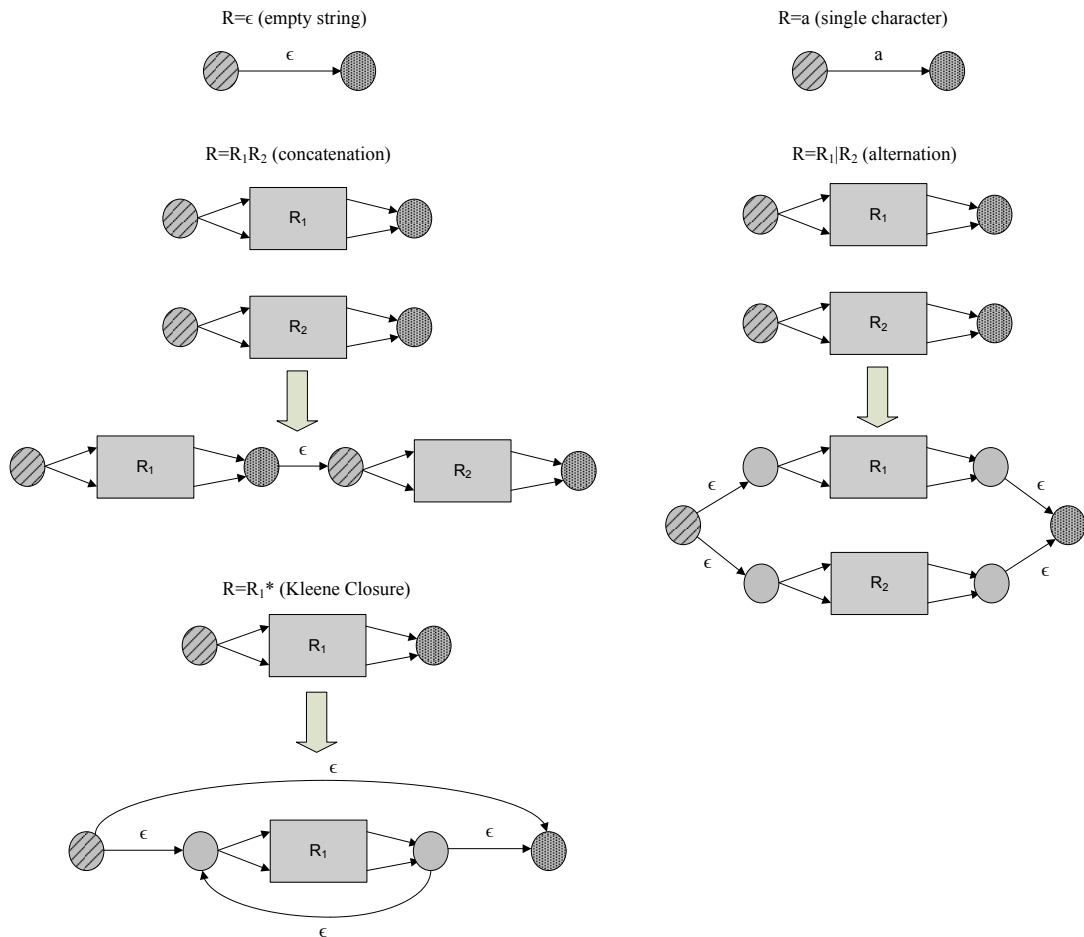 R=ϵ (empty string)
ϵ
R=a (single character)
a
R=R₁R₂ (concatenation)
R₁
R₂
R₁
ϵ
R₂
R=R₁|R₂ (alternation)
R₁
R₂
ϵ
R₁
ϵ
ϵ
R₂
ϵ
R=R₁* (Kleene Closure)
R₁
ϵ
ϵ
R₁
ϵ
ϵ